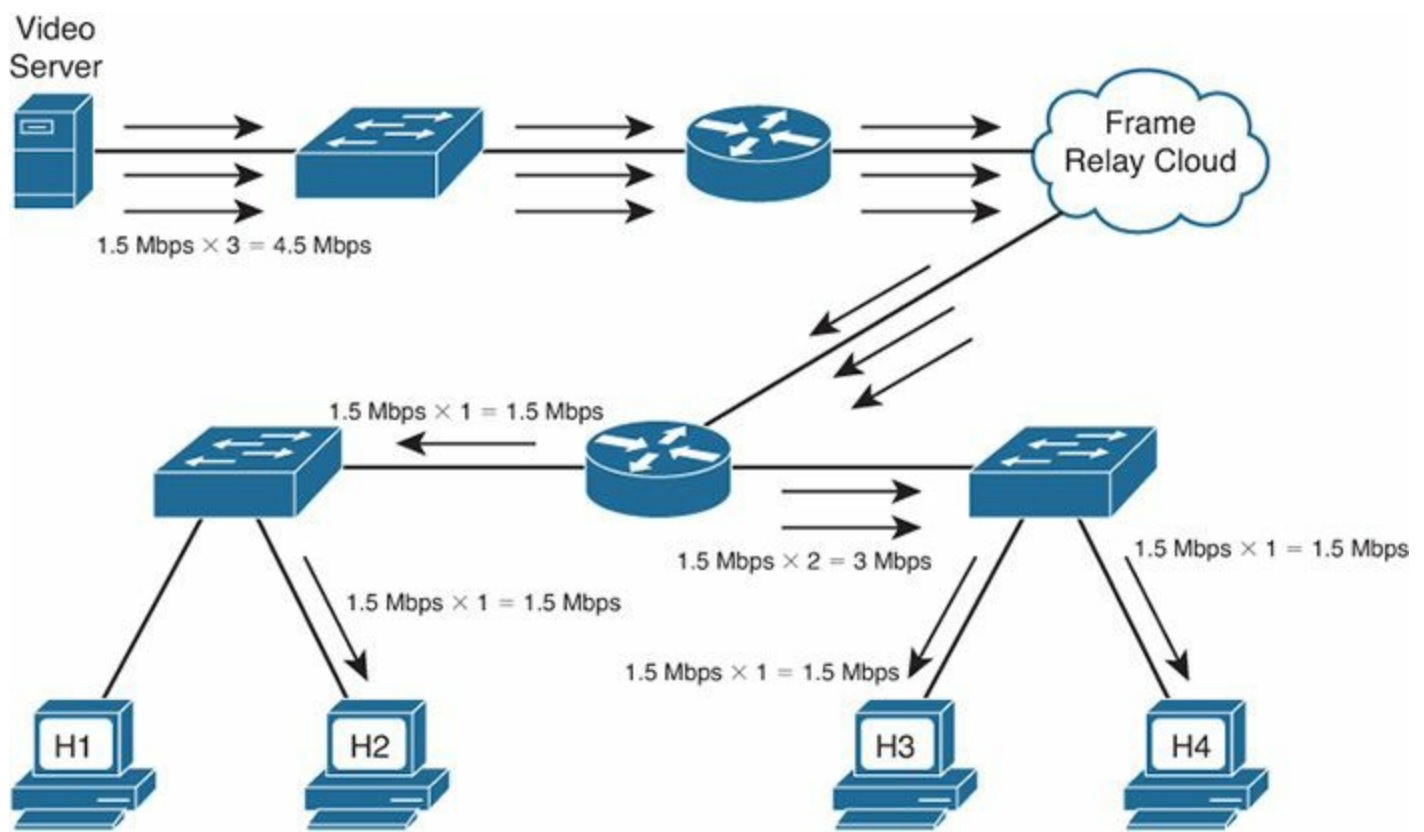 Video
Server
Frame
Relay Cloud
1.5 Mbps × 3 = 4.5 Mbps
1.5 Mbps × 1 = 1.5 Mbps
1.5 Mbps × 2 = 3 Mbps
1.5 Mbps × 1 = 1.5 Mbps
1.5 Mbps × 1 = 1.5 Mbps
1.5 Mbps × 1 = 1.5 Mbps
H1
H2
H3
H4